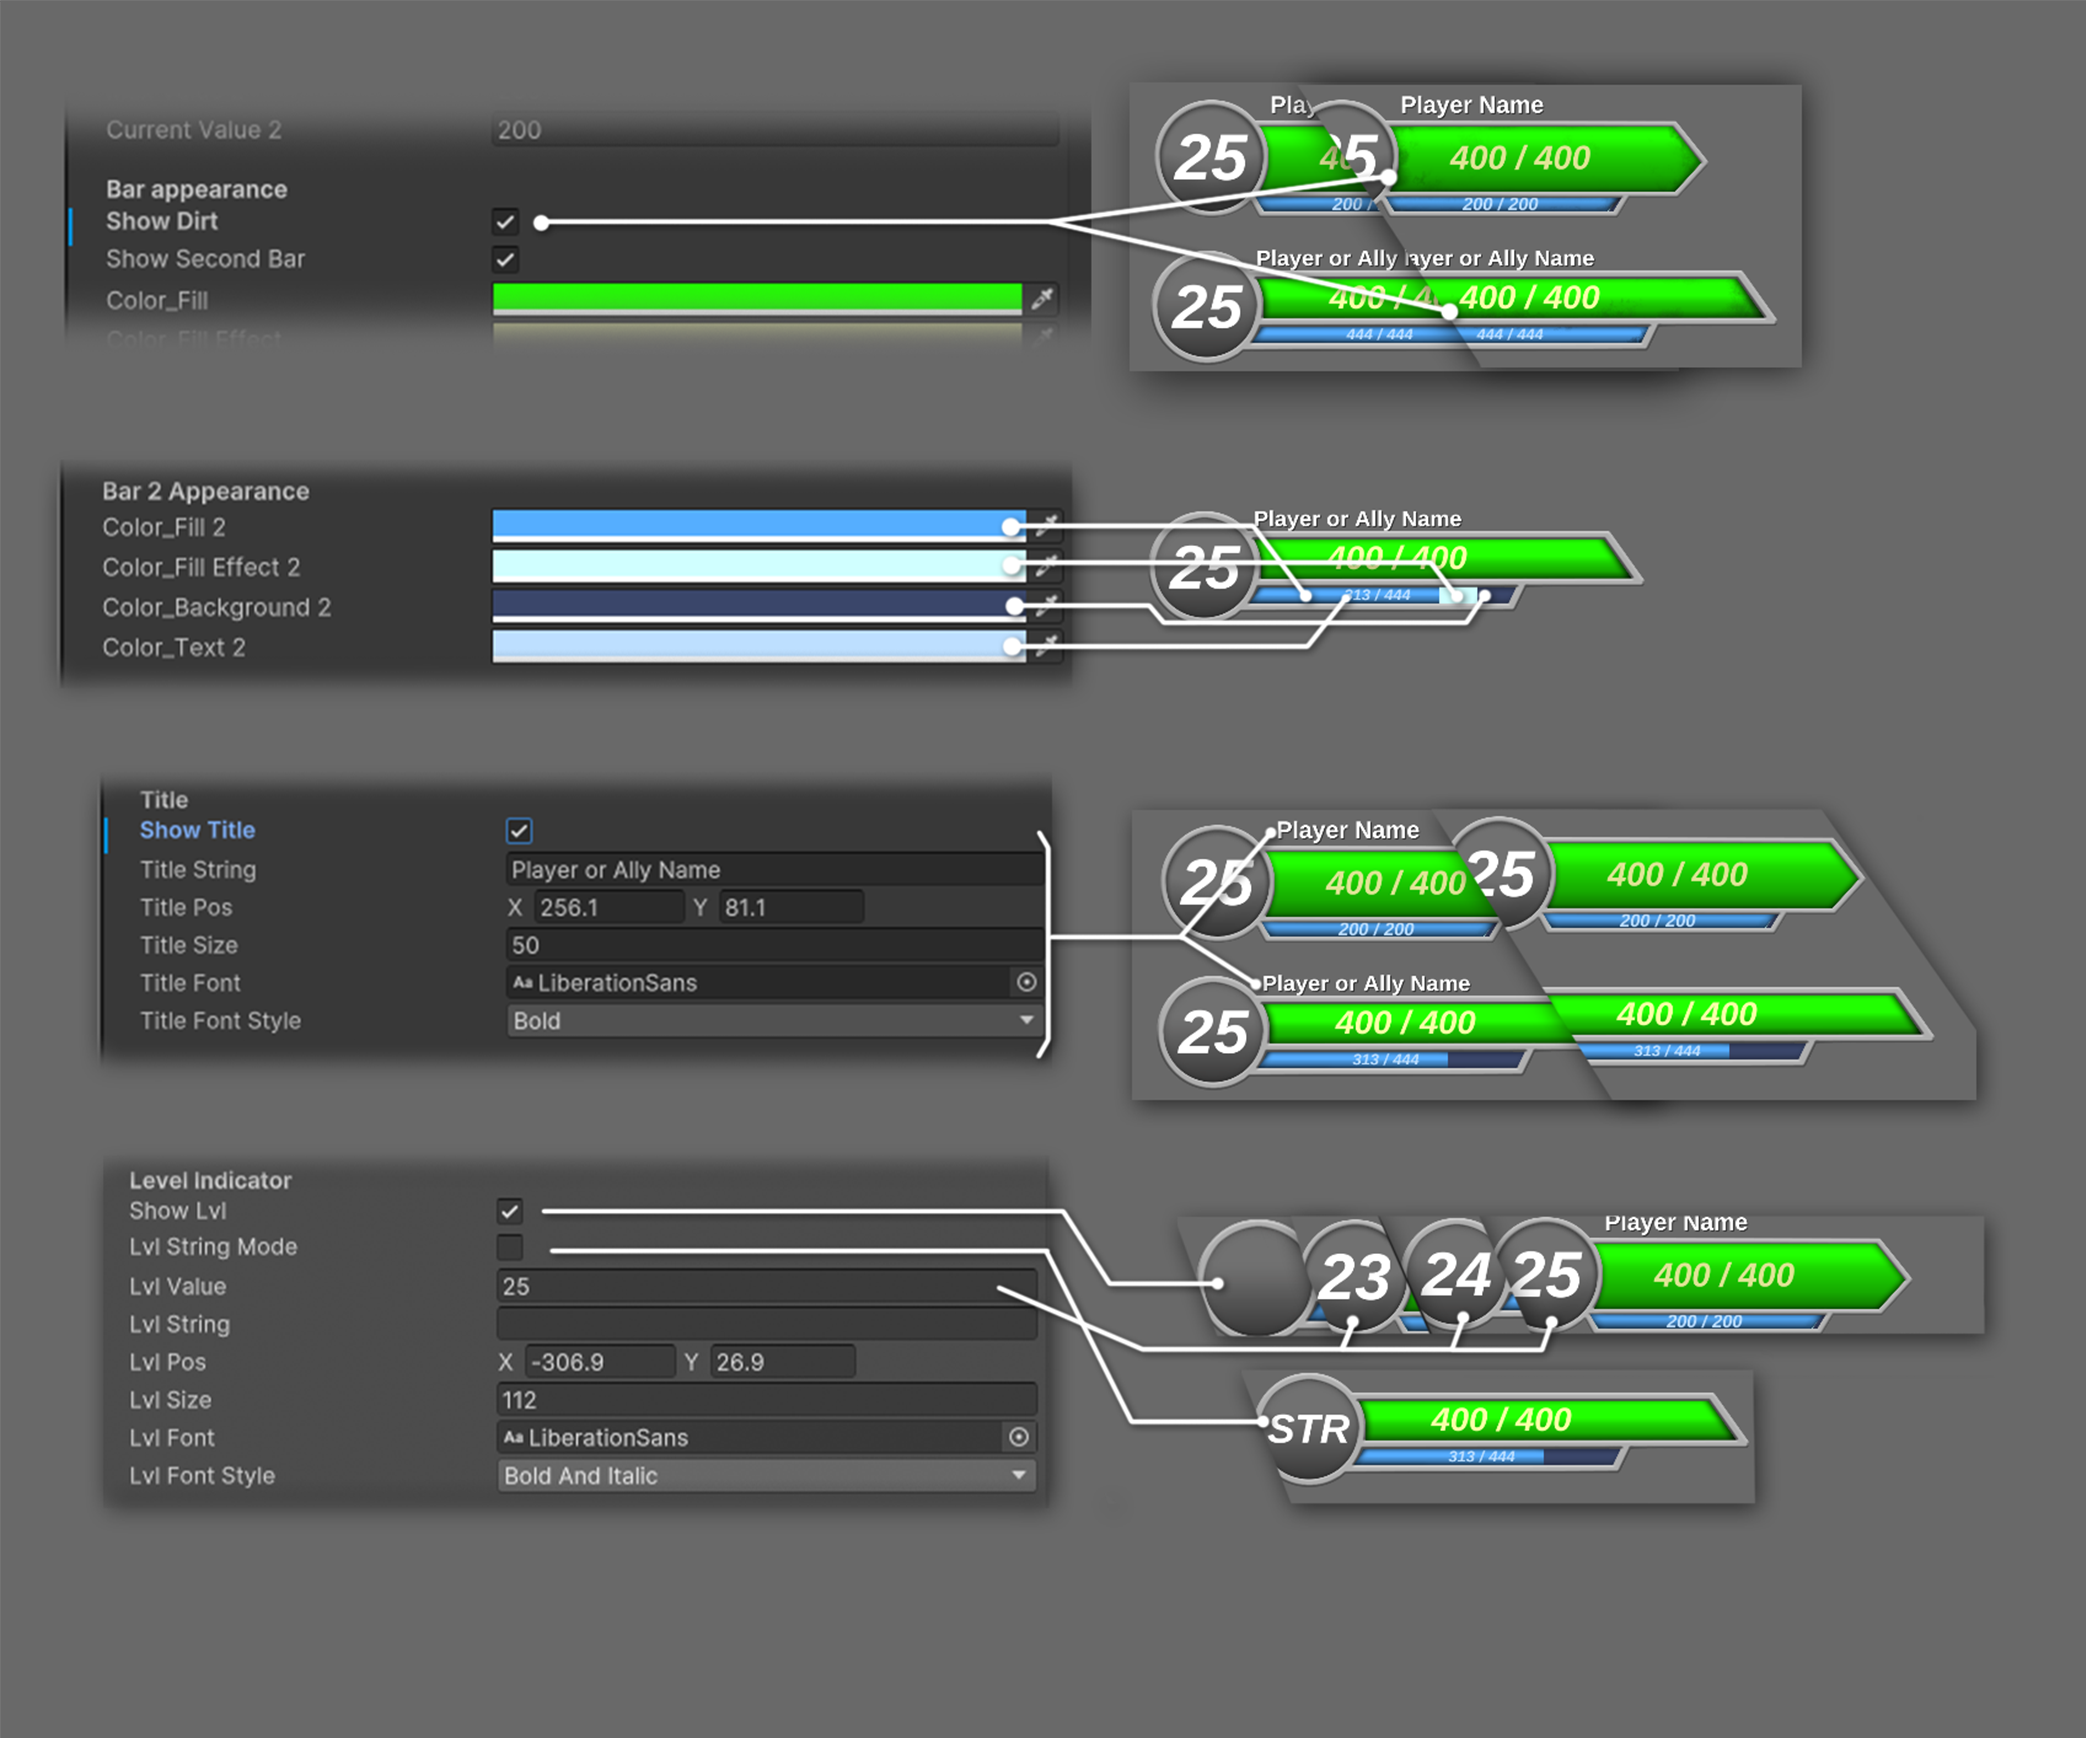 Current Value 2 200
Bar appearance
Show Dirt
Show Second Bar
Color_Fill
Color_Fill Effect
Pla Player Name
25 40 25 400 / 400
200 / 200 / 200
Player or Ally ayer or Ally Name
25 400 / 4 400 / 400
444 / 444 444 / 444
Bar 2 Appearance
Color_Fill 2
Color_Fill Effect 2
Color_Background 2
Color_Text 2
Player or Ally Name
25 400 / 400
313 / 444
Title
Show Title
Title String Player or Ally Name
Title Pos X 256.1 Y 81.1
Title Size 50
Title Font Aa LiberationSans
Title Font Style Bold
Player Name
25 400 / 400 25 400 / 400
200 / 200 200 / 200
Player or Ally Name
25 400 / 400 400 / 400
313 / 444 313 / 444
Level Indicator
Show Lvl
Lvl String Mode
Lvl Value 25
Lvl String
Lvl Pos X -306.9 Y 26.9
Lvl Size 112
Lvl Font Aa LiberationSans
Lvl Font Style Bold And Italic
Player Name
23 24 25 400 / 400
200 / 200
STR 400 / 400
313 / 444